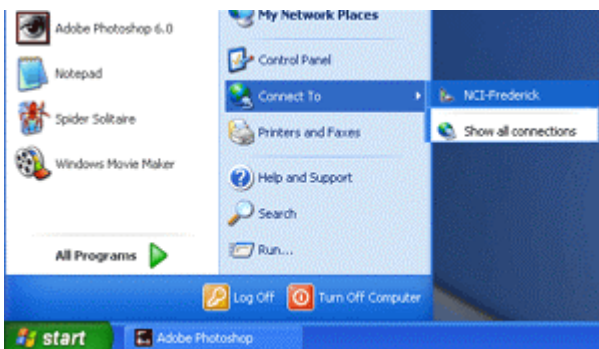 Adobe Photoshop 6.0
Notepad
Spider Solitaire
Windows Movie Maker
All Programs
My Network Places
Control Panel
Connect To
Printers and Faxes
Help and Support
Search
Run...
NCI-Frederick
Show all connections
Log Off
Turn Off Computer
start
Adobe Photoshop